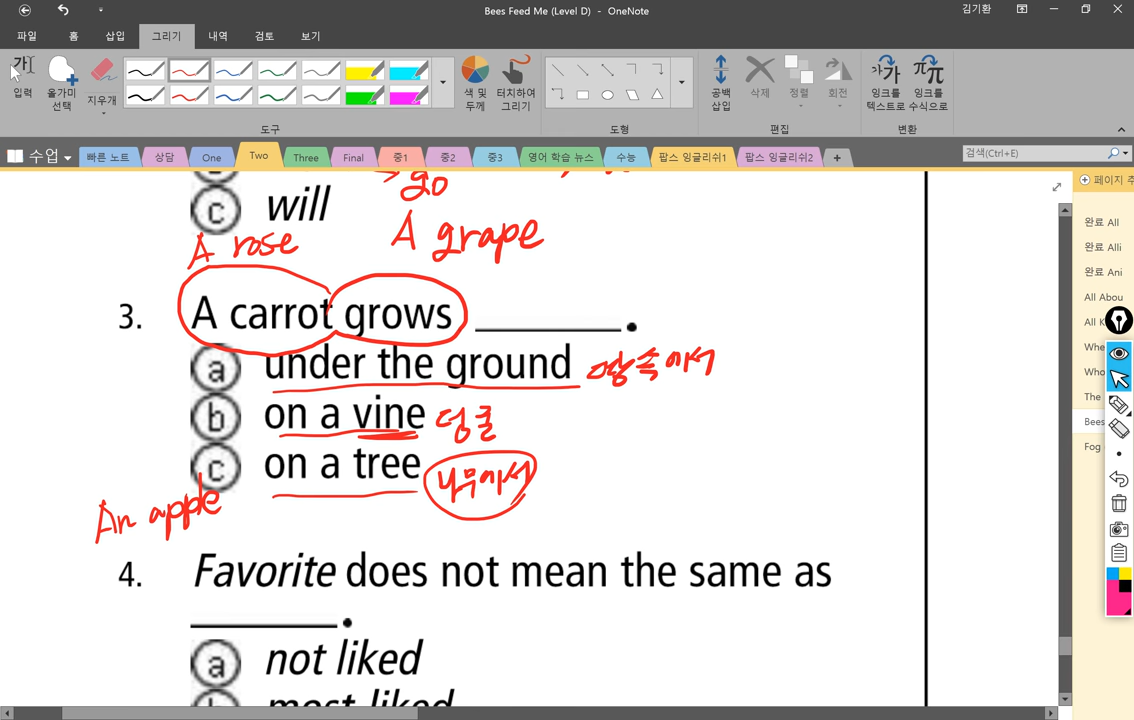 김기환
Bees Feed Me (Level D) - OneNote
파일 홈 삽입 그리기 내역 검토 보기
입력 올가미 선택 지우개 색 및 두께 터치하여 그리기 공백 삽입 삭제 정렬 회전 잉크를 텍스트로 잉크를 수식으로
도구 도형 편집 변환
수업 빠른 노트 상담 One Two Three Final 중1 중2 중3 영어 학습 뉴스 수능 팝스 잉글리쉬1 팝스 잉글리쉬2 + 검색(Ctrl+E)
go
c will
A rose A grape
3. A carrot grows ________.
a under the ground 땅속에서
b on a vine 덩쿨
c on a tree 나무에서
An apple
4. Favorite does not mean the same as
________.
a not liked
most liked
페이지 추
완료 All
완료 Alli
완료 Ani
All Abou
All K
Whe
Who
The
Bees
Fog